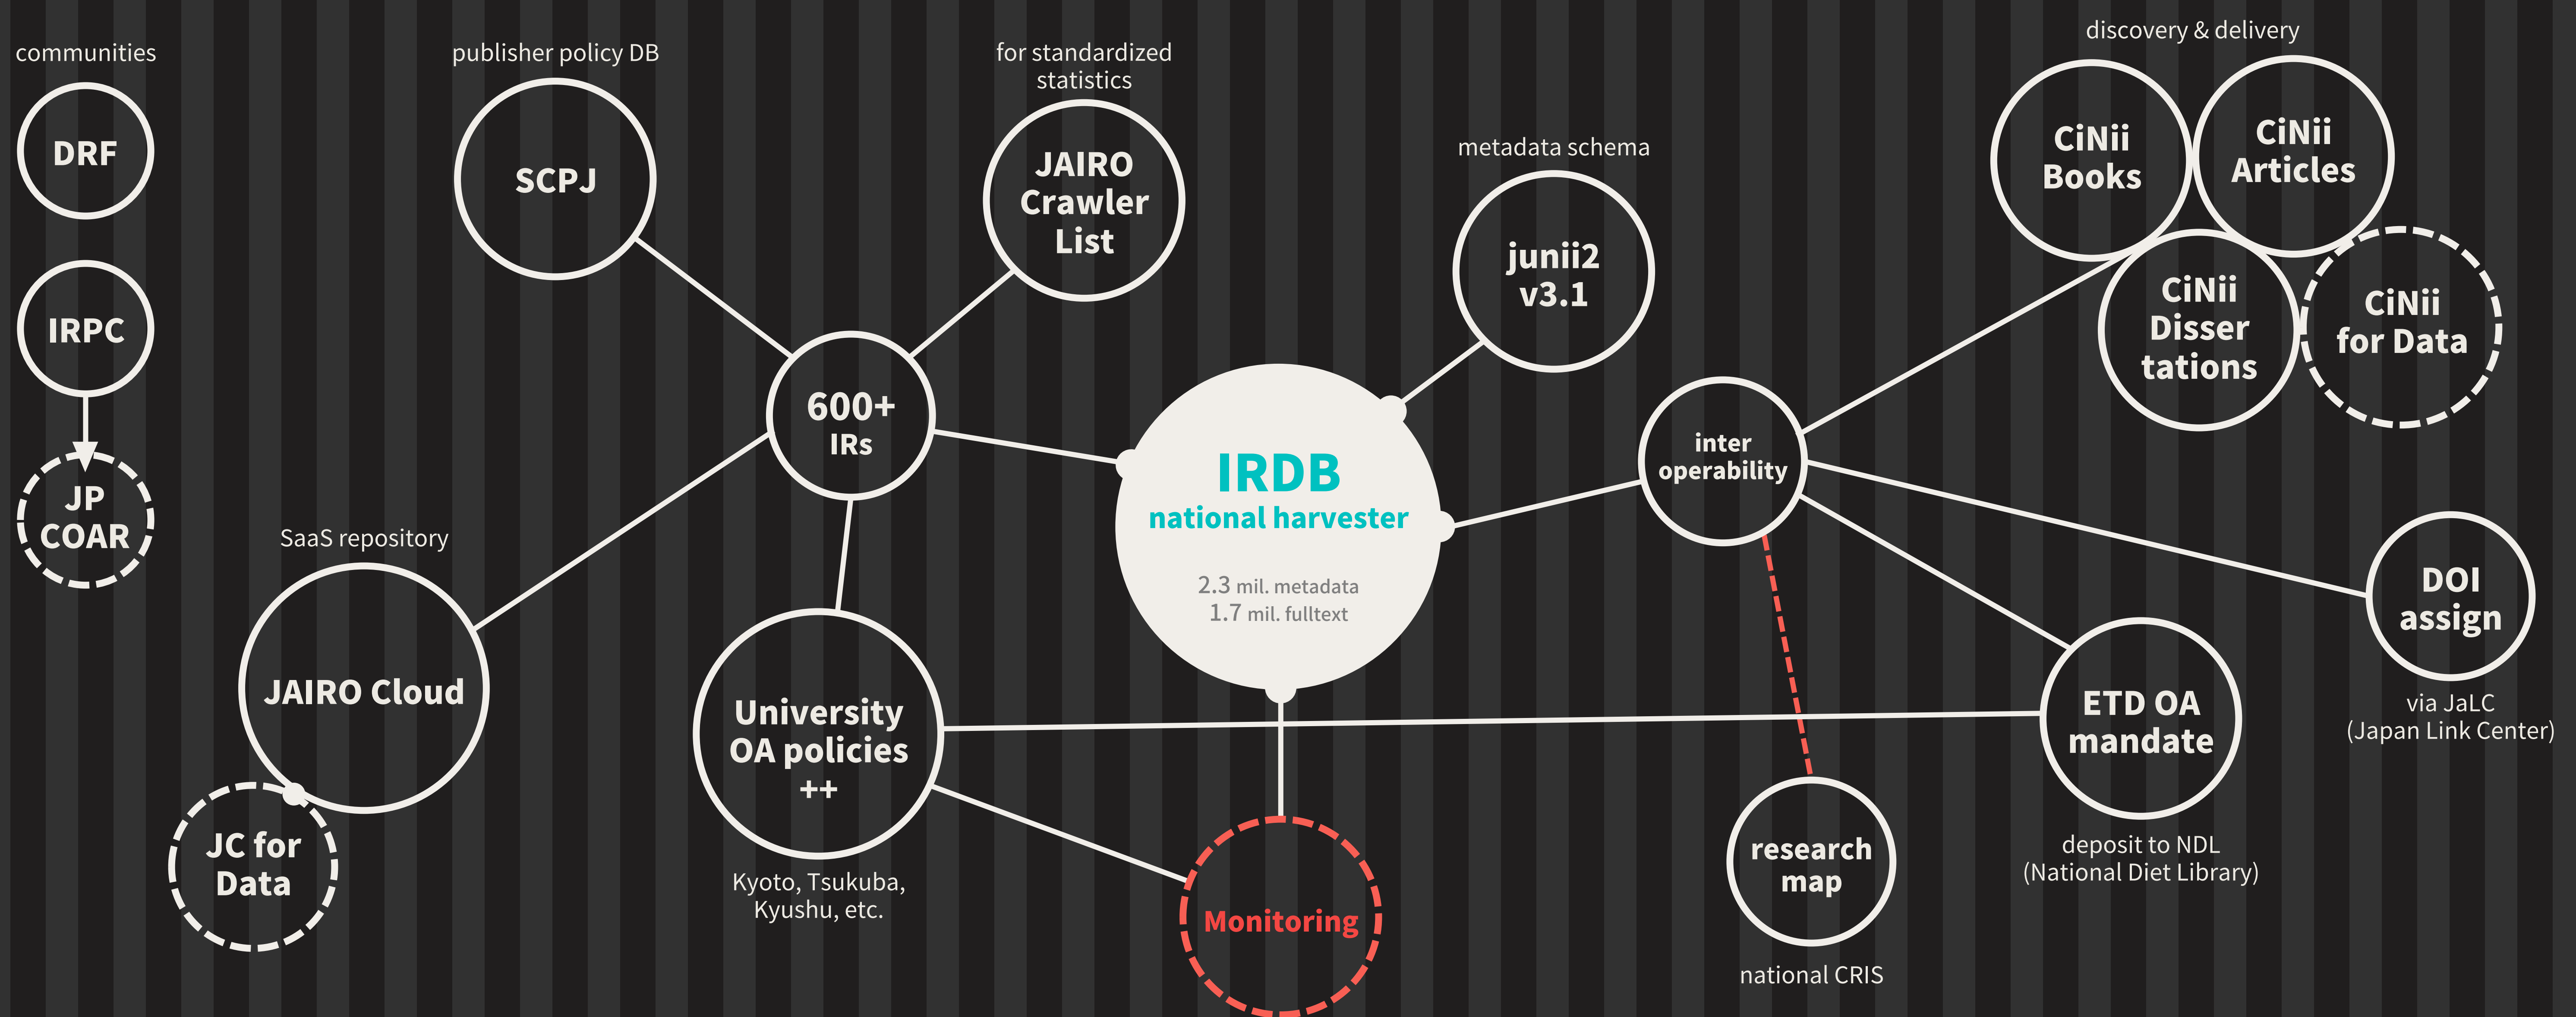 communities
DRF
IRPC
JP
COAR
publisher policy DB
SCPJ
for standardized
statistics
JAIRO
Crawler
List
600+
IRs
SaaS repository
JAIRO Cloud
JC for
Data
University
OA policies
++
Kyoto, Tsukuba,
Kyushu, etc.
IRDB
national harvester
2.3 mil. metadata
1.7 mil. fulltext
Monitoring
metadata schema
junii2
v3.1
inter
operability
discovery & delivery
CiNii
Books
CiNii
Articles
CiNii
Disser
tations
CiNii
for Data
DOI
assign
via JaLC
(Japan Link Center)
ETD OA
mandate
deposit to NDL
(National Diet Library)
research
map
national CRIS